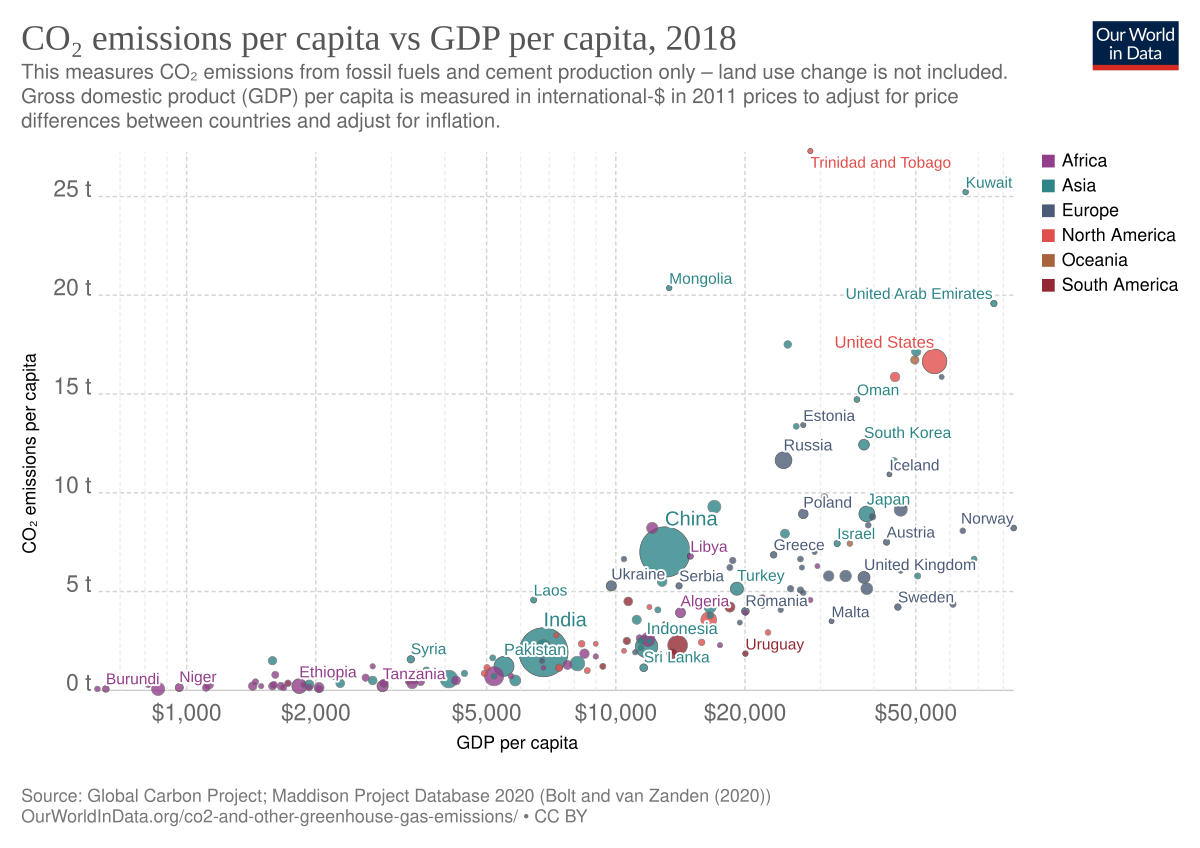 CO₂ emissions per capita vs GDP per capita, 2018
Our World
in Data
This measures CO₂ emissions from fossil fuels and cement production only – land use change is not included.
Gross domestic product (GDP) per capita is measured in international-$ in 2011 prices to adjust for price
differences between countries and adjust for inflation.
Trinidad and Tobago
Africa
Kuwait
25 t
Asia
Europe
North America
Oceania
South America
Mongolia
20 t
United Arab Emirates
United States
15 t
Oman
Estonia
South Korea
Russia
Iceland
10 t
Poland
Japan
China
Norway
Israel
Austria
Libya
Greece
Ukraine
Serbia
Turkey
United Kingdom
5 t
Laos
Algeria
Romania
Sweden
Malta
India
Indonesia
Syria
Pakistan
Sri Lanka
Uruguay
0 t
Burundi
Niger
Ethiopia
Tanzania
$1,000
$2,000
$5,000
$10,000
$20,000
$50,000
CO₂ emissions per capita
GDP per capita
Source: Global Carbon Project; Maddison Project Database 2020 (Bolt and van Zanden (2020))
OurWorldInData.org/co2-and-other-greenhouse-gas-emissions/ • CC BY